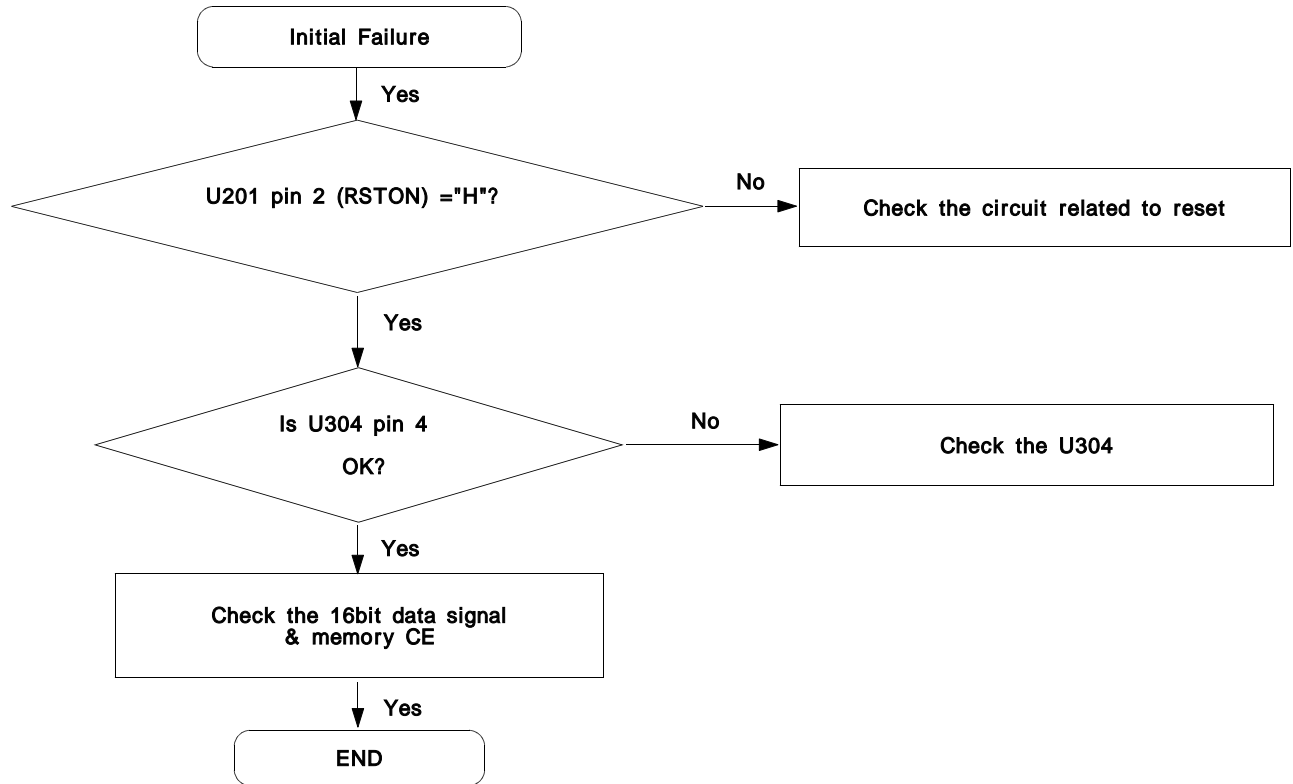 Initial Failure
Yes
U201 pin 2 (RSTON) ="H"?
No
Check the circuit related to reset
Yes
Is U304 pin 4
OK?
No
Check the U304
Yes
Check the 16bit data signal
& memory CE
Yes
END